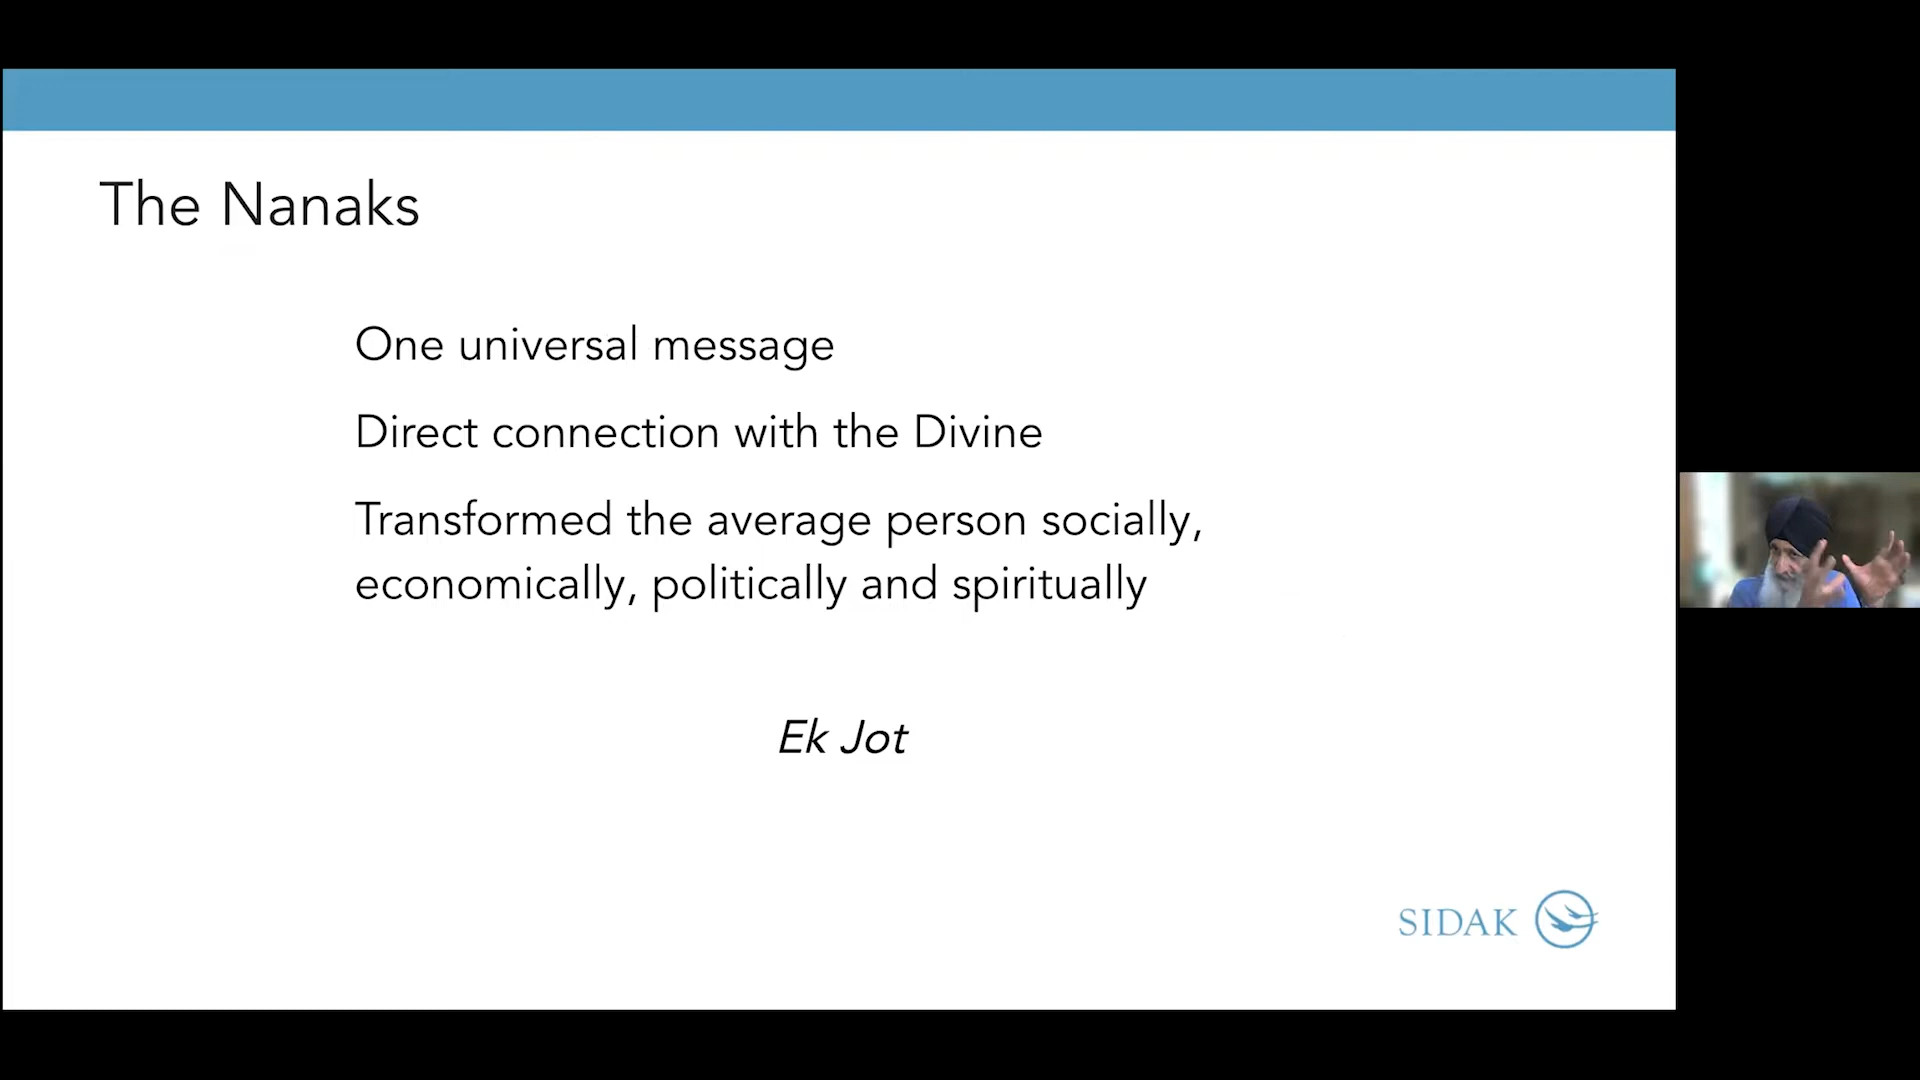 The Nanaks
One universal message
Direct connection with the Divine
Transformed the average person socially,
economically, politically and spiritually
Ek Jot
SIDAK